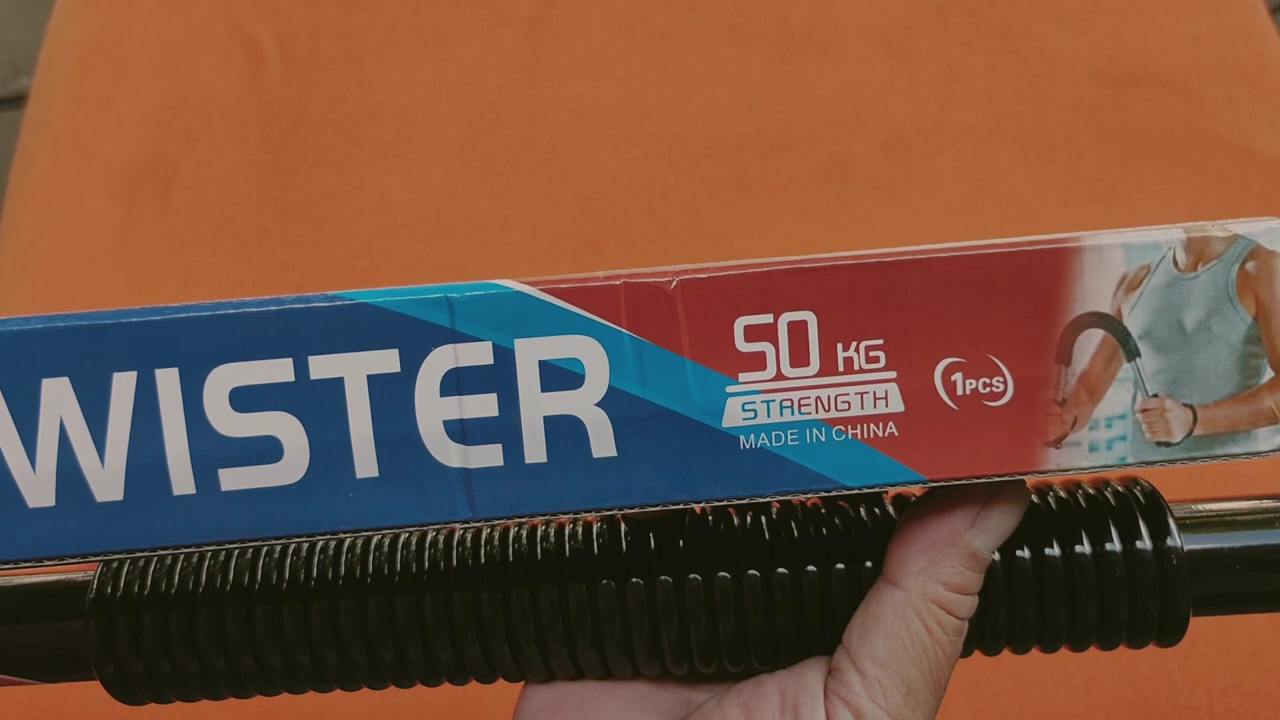 WISTER
50 KG
STRENGTH
MADE IN CHINA
1PCS